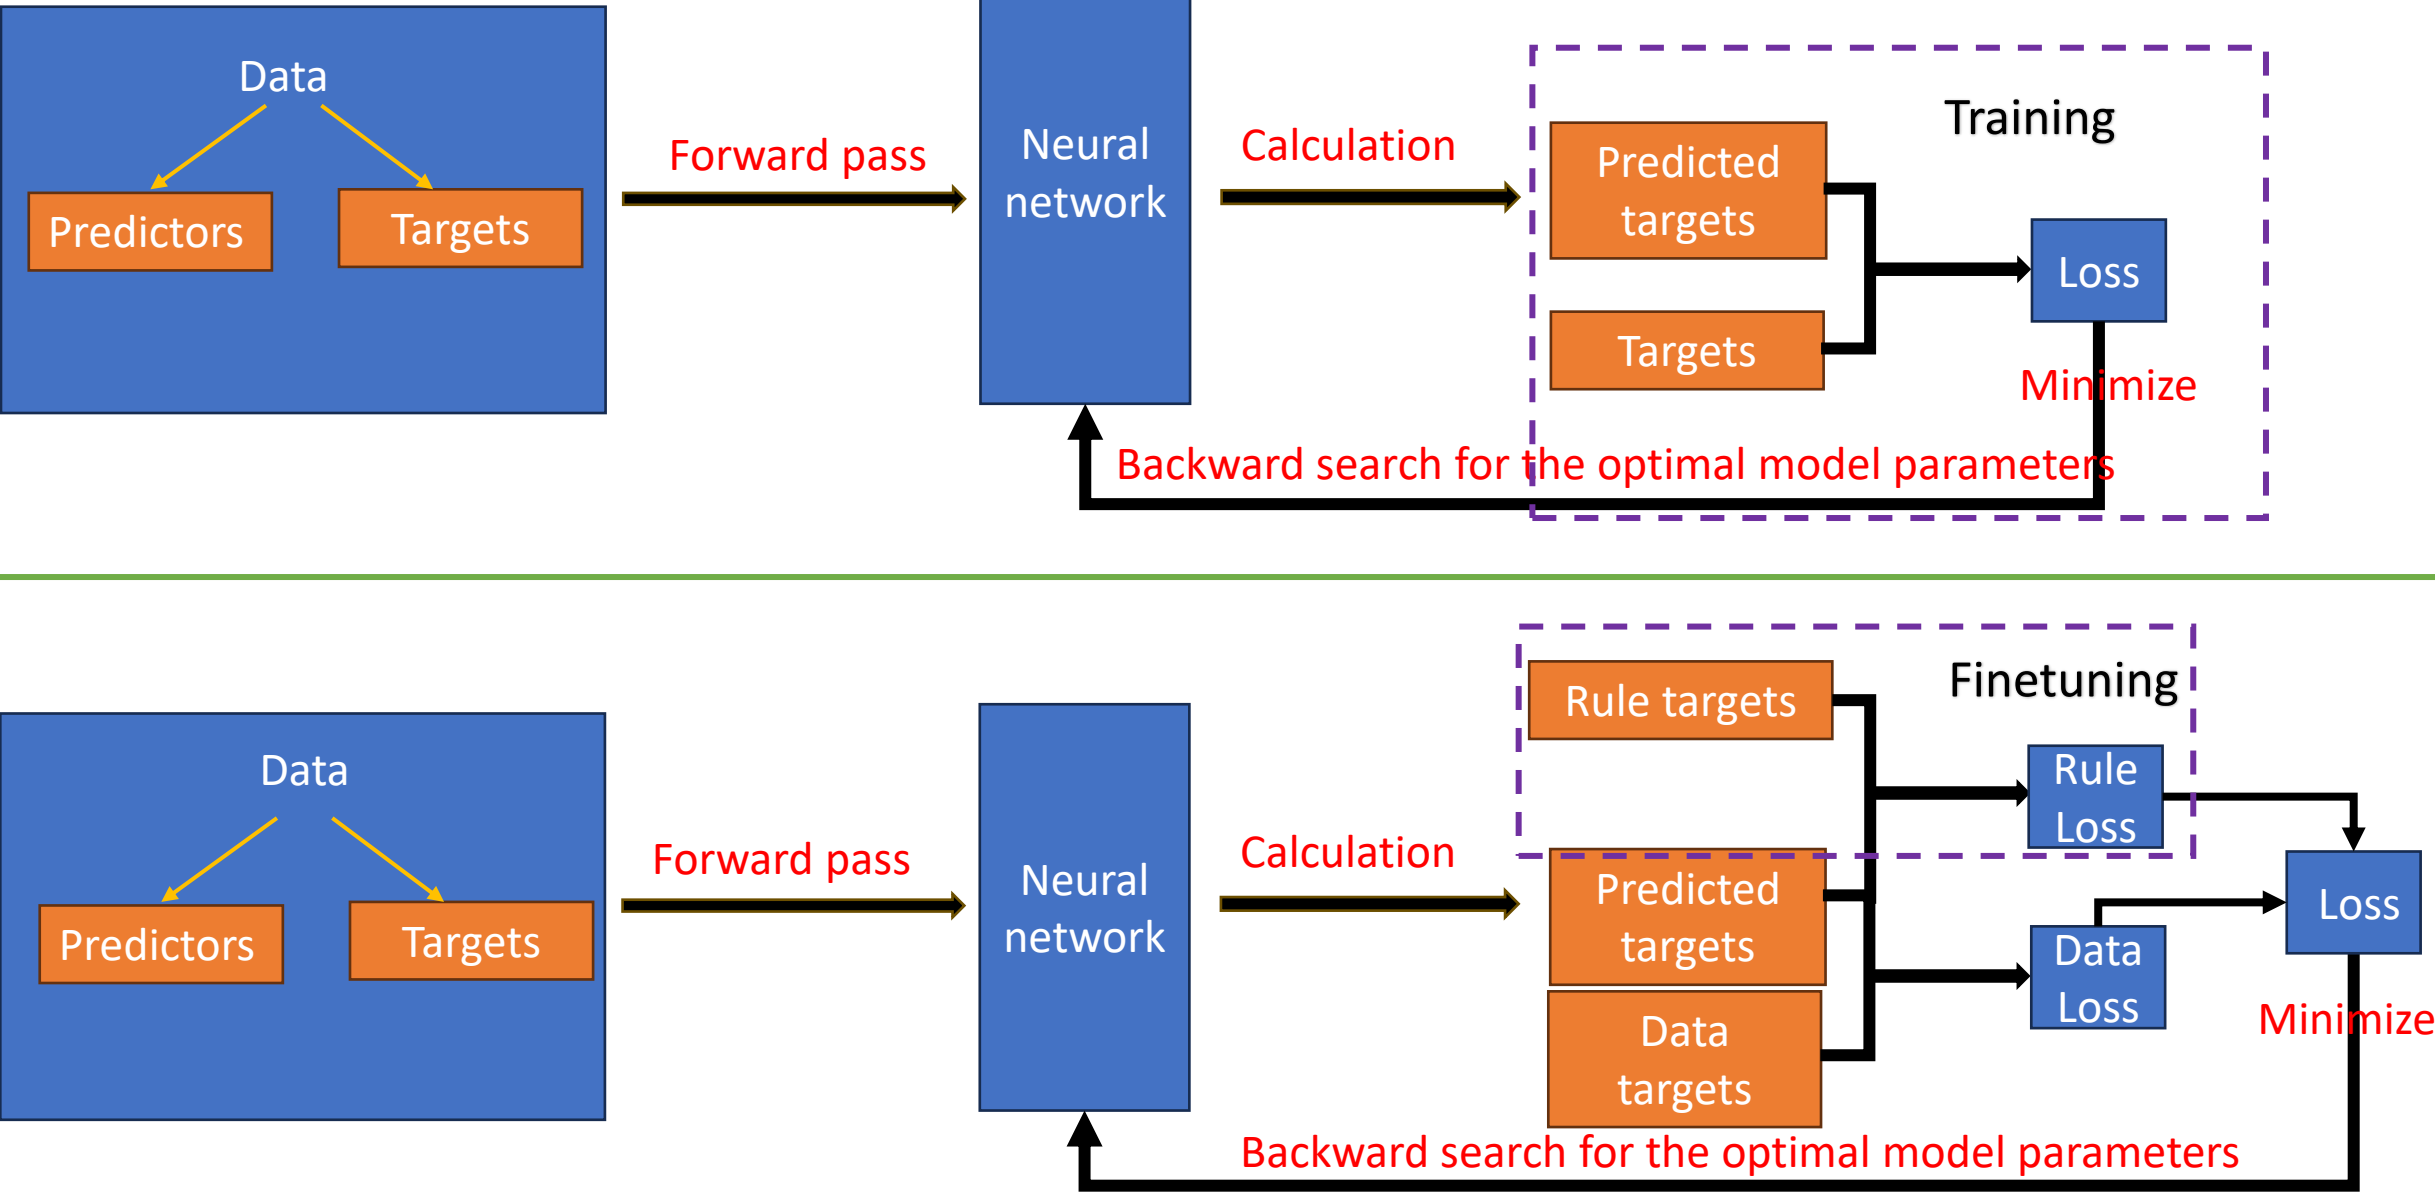 Data
Predictors
Targets
Forward pass
Neural
network
Calculation
Training
Predicted
targets
Targets
Loss
Minimize
Backward search for the optimal model parameters
Data
Predictors
Targets
Forward pass
Neural
network
Calculation
Finetuning
Rule targets
Rule
Loss
Predicted
targets
Data
targets
Data
Loss
Loss
Minimize
Backward search for the optimal model parameters